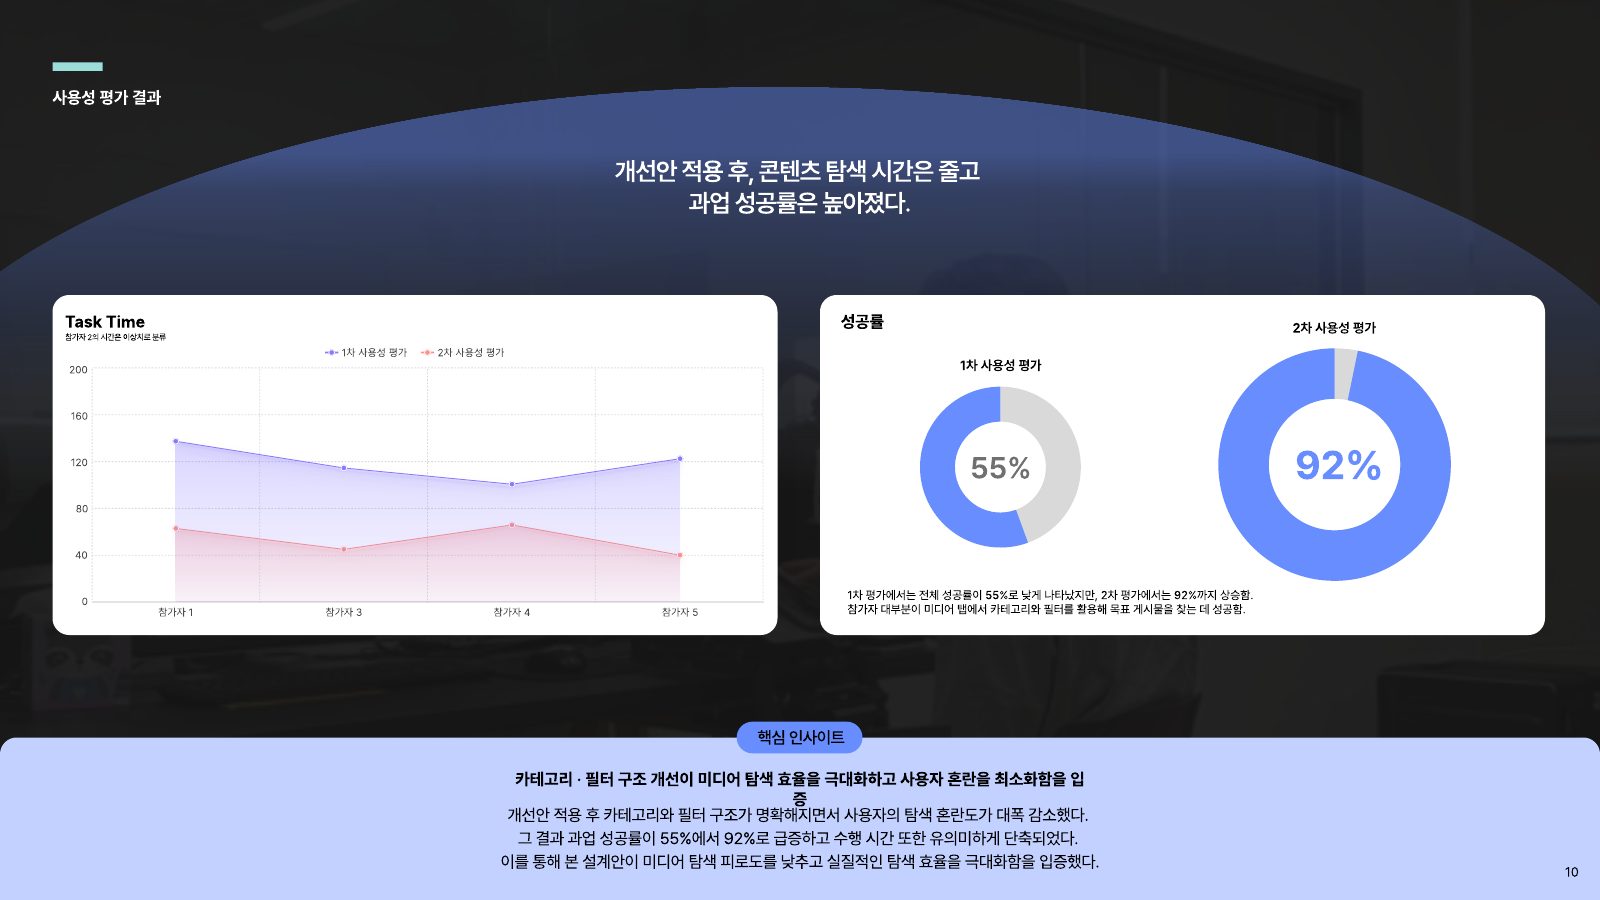 사용성 평가 결과
개선안 적용 후, 콘텐츠 탐색 시간은 줄고
과업 성공률은 높아졌다.
Task Time
참가자 2의 시간은 이상치로 분류
1차 사용성 평가
2차 사용성 평가
200
160
120
80
40
0
참가자 1
참가자 3
참가자 4
참가자 5
성공률
1차 사용성 평가
55%
2차 사용성 평가
92%
1차 평가에서는 전체 성공률이 55%로 낮게 나타났지만, 2차 평가에서는 92%까지 상승함.
참가자 대부분이 미디어 탭에서 카테고리와 필터를 활용해 목표 게시물을 찾는 데 성공함.
핵심 인사이트
카테고리 · 필터 구조 개선이 미디어 탐색 효율을 극대화하고 사용자 혼란을 최소화함을 입
증
개선안 적용 후 카테고리와 필터 구조가 명확해지면서 사용자의 탐색 혼란도가 대폭 감소했다.
그 결과 과업 성공률이 55%에서 92%로 급증하고 수행 시간 또한 유의미하게 단축되었다.
이를 통해 본 설계안이 미디어 탐색 피로도를 낮추고 실질적인 탐색 효율을 극대화함을 입증했다.
10